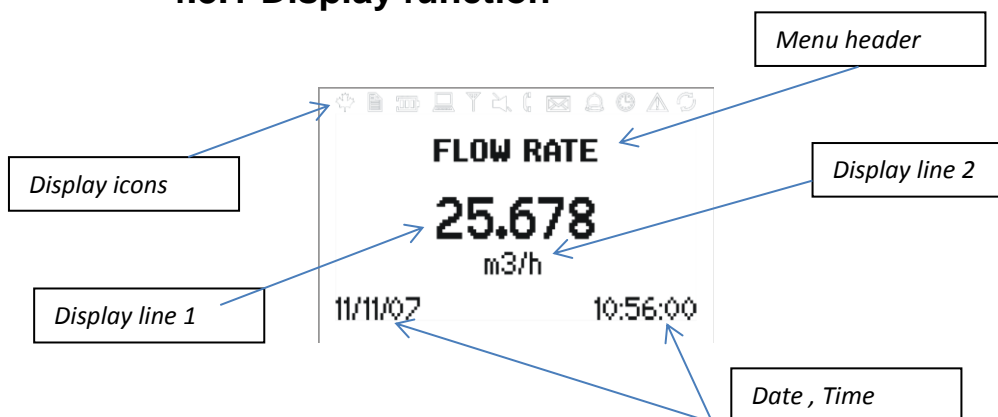 Display function
Menu header
FLOW RATE
Display icons
Display line 2
25.678
m3/h
Display line 1
11/11/07 10:56:00
Date , Time